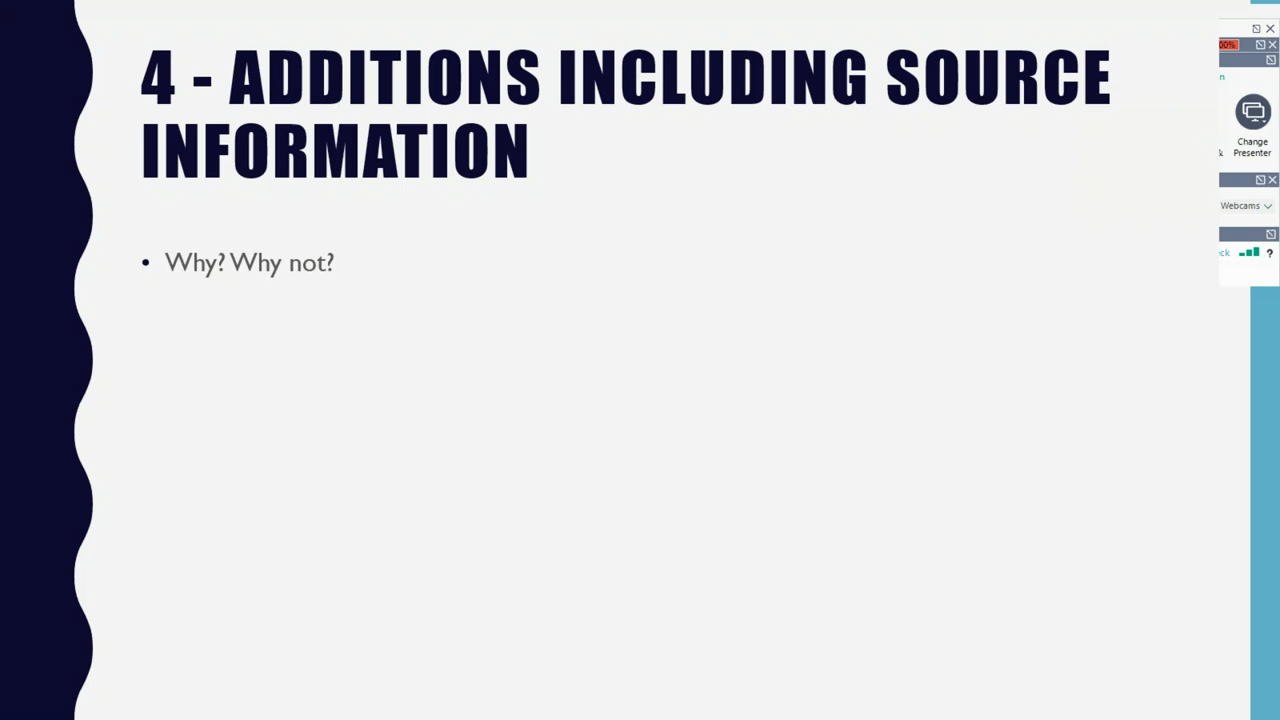 4 - ADDITIONS INCLUDING SOURCE
INFORMATION
• Why? Why not?
Change
Presenter
Webcams
?